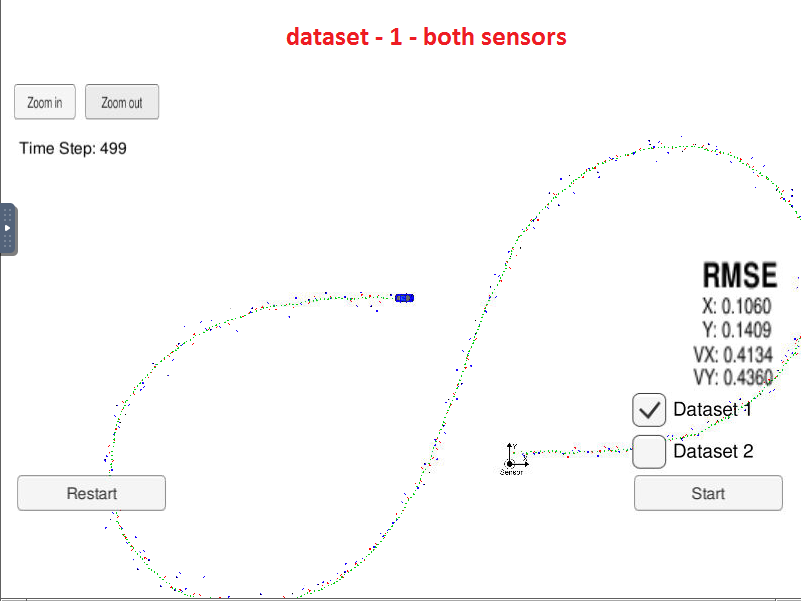 dataset - 1 - both sensors
Zoom in
Zoom out
Time Step: 499
RMSE
X: 0.1060
Y: 0.1409
VX: 0.4134
VY: 0.4360
Dataset 1
Y
X
Sensor
Dataset 2
Restart
Start